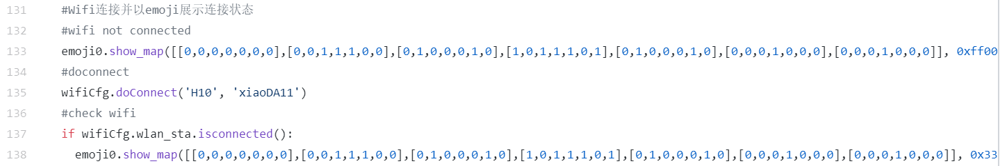 131 #Wifi连接并以emoji展示连接状态
132 #wifi not connected
133 emoji0.show_map([[0,0,0,0,0,0,0],[0,0,1,1,1,0,0],[0,1,0,0,0,1,0],[1,0,1,1,1,0,1],[0,1,0,0,0,1,0],[0,0,0,1,0,0,0],[0,0,0,1,0,0,0]], 0xff00
134 #doconnect
135 wifiCfg.doConnect('H10', 'xiaoDA11')
136 #check wifi
137 if wifiCfg.wlan_sta.isconnected():
138 emoji0.show_map([[0,0,0,0,0,0,0],[0,0,1,1,1,0,0],[0,1,0,0,0,1,0],[1,0,1,1,1,0,1],[0,1,0,0,0,1,0],[0,0,0,1,0,0,0],[0,0,0,1,0,0,0]], 0x33